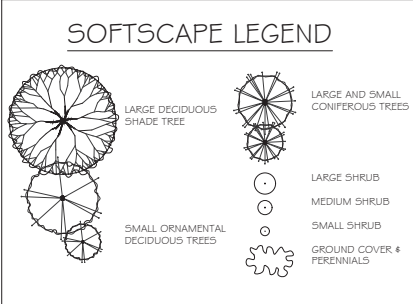 SOFTSCAPE LEGEND
LARGE DECIDUOUS
SHADE TREE
SMALL ORNAMENTAL
DECIDUOUS TREES
LARGE AND SMALL
CONIFEROUS TREES
LARGE SHRUB
MEDIUM SHRUB
SMALL SHRUB
GROUND COVER &
PERENNIALS